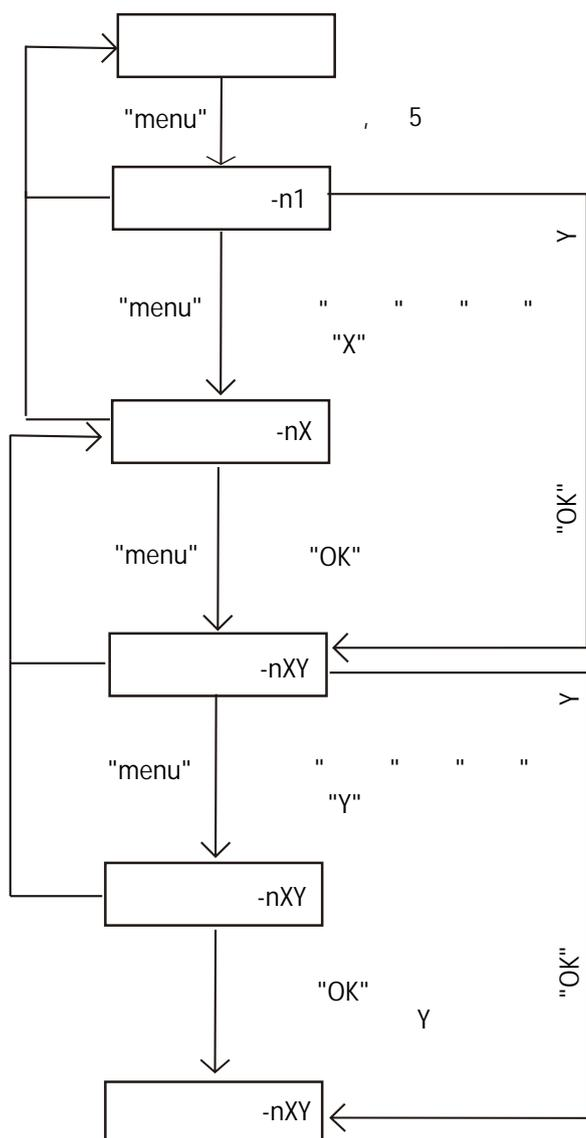 "menu" , 5
-n1
Y
"menu" " " " "
"X"
-nX
"OK"
"menu" "OK"
-nXY
Y
"menu" " " " "
"Y"
-nXY
"OK"
"OK"
Y
-nXY